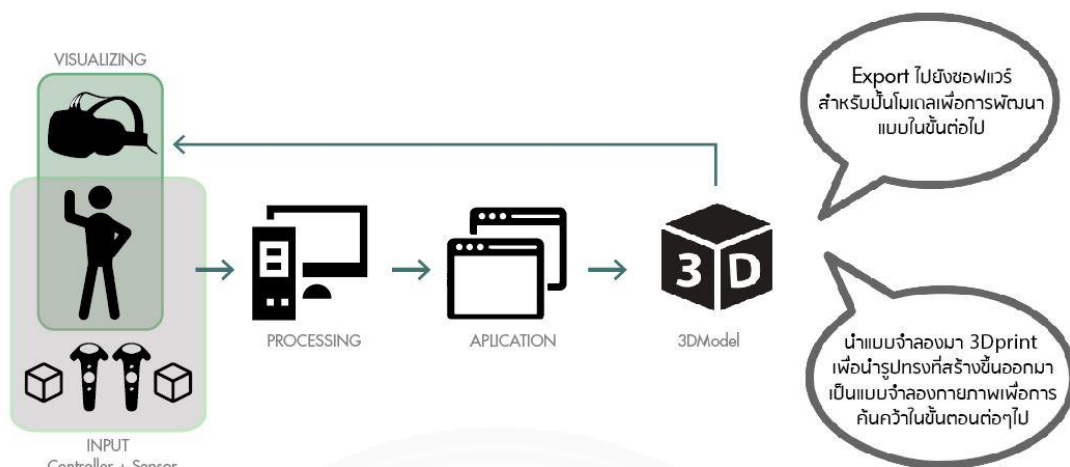 VISUALIZING
Export ไปยังซอฟแวร์
สำหรับปั้นโมเดลเพื่อการพัฒนา
แบบในขั้นต่อไป
3D
PROCESSING
APLICATION
3DModel
นำแบบจำลองมา 3Dprint
เพื่อนำรูปทรงที่สร้างขึ้นออกมา
เป็นแบบจำลองกายภาพเพื่อการ
ค้นคว้าในขั้นตอนต่อๆไป
INPUT
Controller + Sensor